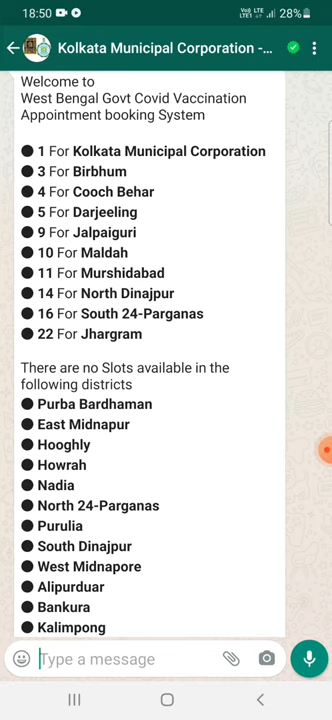 18:50
Vo) LTE
LTE1
28%
Kolkata Municipal Corporation -...
Welcome to
West Bengal Govt Covid Vaccination
Appointment booking System
● 1 For Kolkata Municipal Corporation
● 3 For Birbhum
● 4 For Cooch Behar
● 5 For Darjeeling
● 9 For Jalpaiguri
● 10 For Maldah
● 11 For Murshidabad
● 14 For North Dinajpur
● 16 For South 24-Parganas
● 22 For Jhargram
There are no Slots available in the
following districts
● Purba Bardhaman
● East Midnapur
● Hooghly
● Howrah
● Nadia
● North 24-Parganas
● Purulia
● South Dinajpur
● West Midnapore
● Alipurduar
● Bankura
● Kalimpong
Type a message